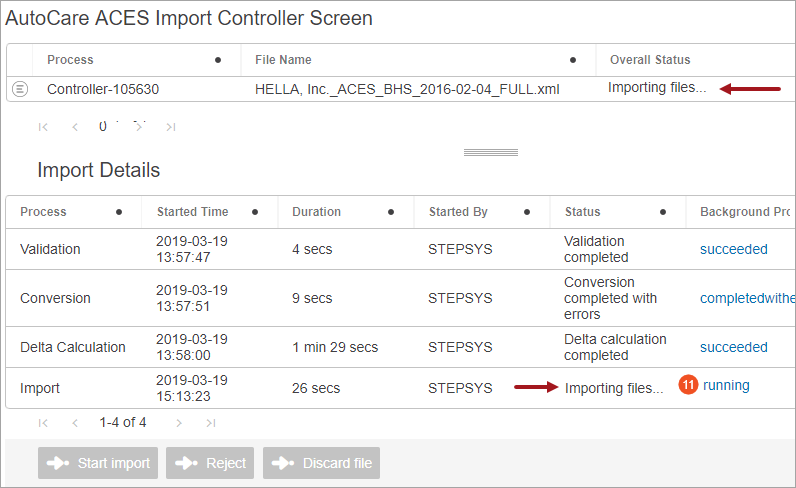 AutoCare ACES Import Controller Screen
Process File Name Overall Status
Controller-105630 HELLA, Inc._ACES_BHS_2016-02-04_FULL.xml Importing files...
0
Import Details
Process Started Time Duration Started By Status Background Pro
Validation 2019-03-19 13:57:47 4 secs STEPSYS Validation completed succeeded
Conversion 2019-03-19 13:57:51 9 secs STEPSYS Conversion completed with errors completedwithe
Delta Calculation 2019-03-19 13:58:00 1 min 29 secs STEPSYS Delta calculation completed succeeded
Import 2019-03-19 15:13:23 26 secs STEPSYS Importing files... 11 running
1-4 of 4
Start import Reject Discard file